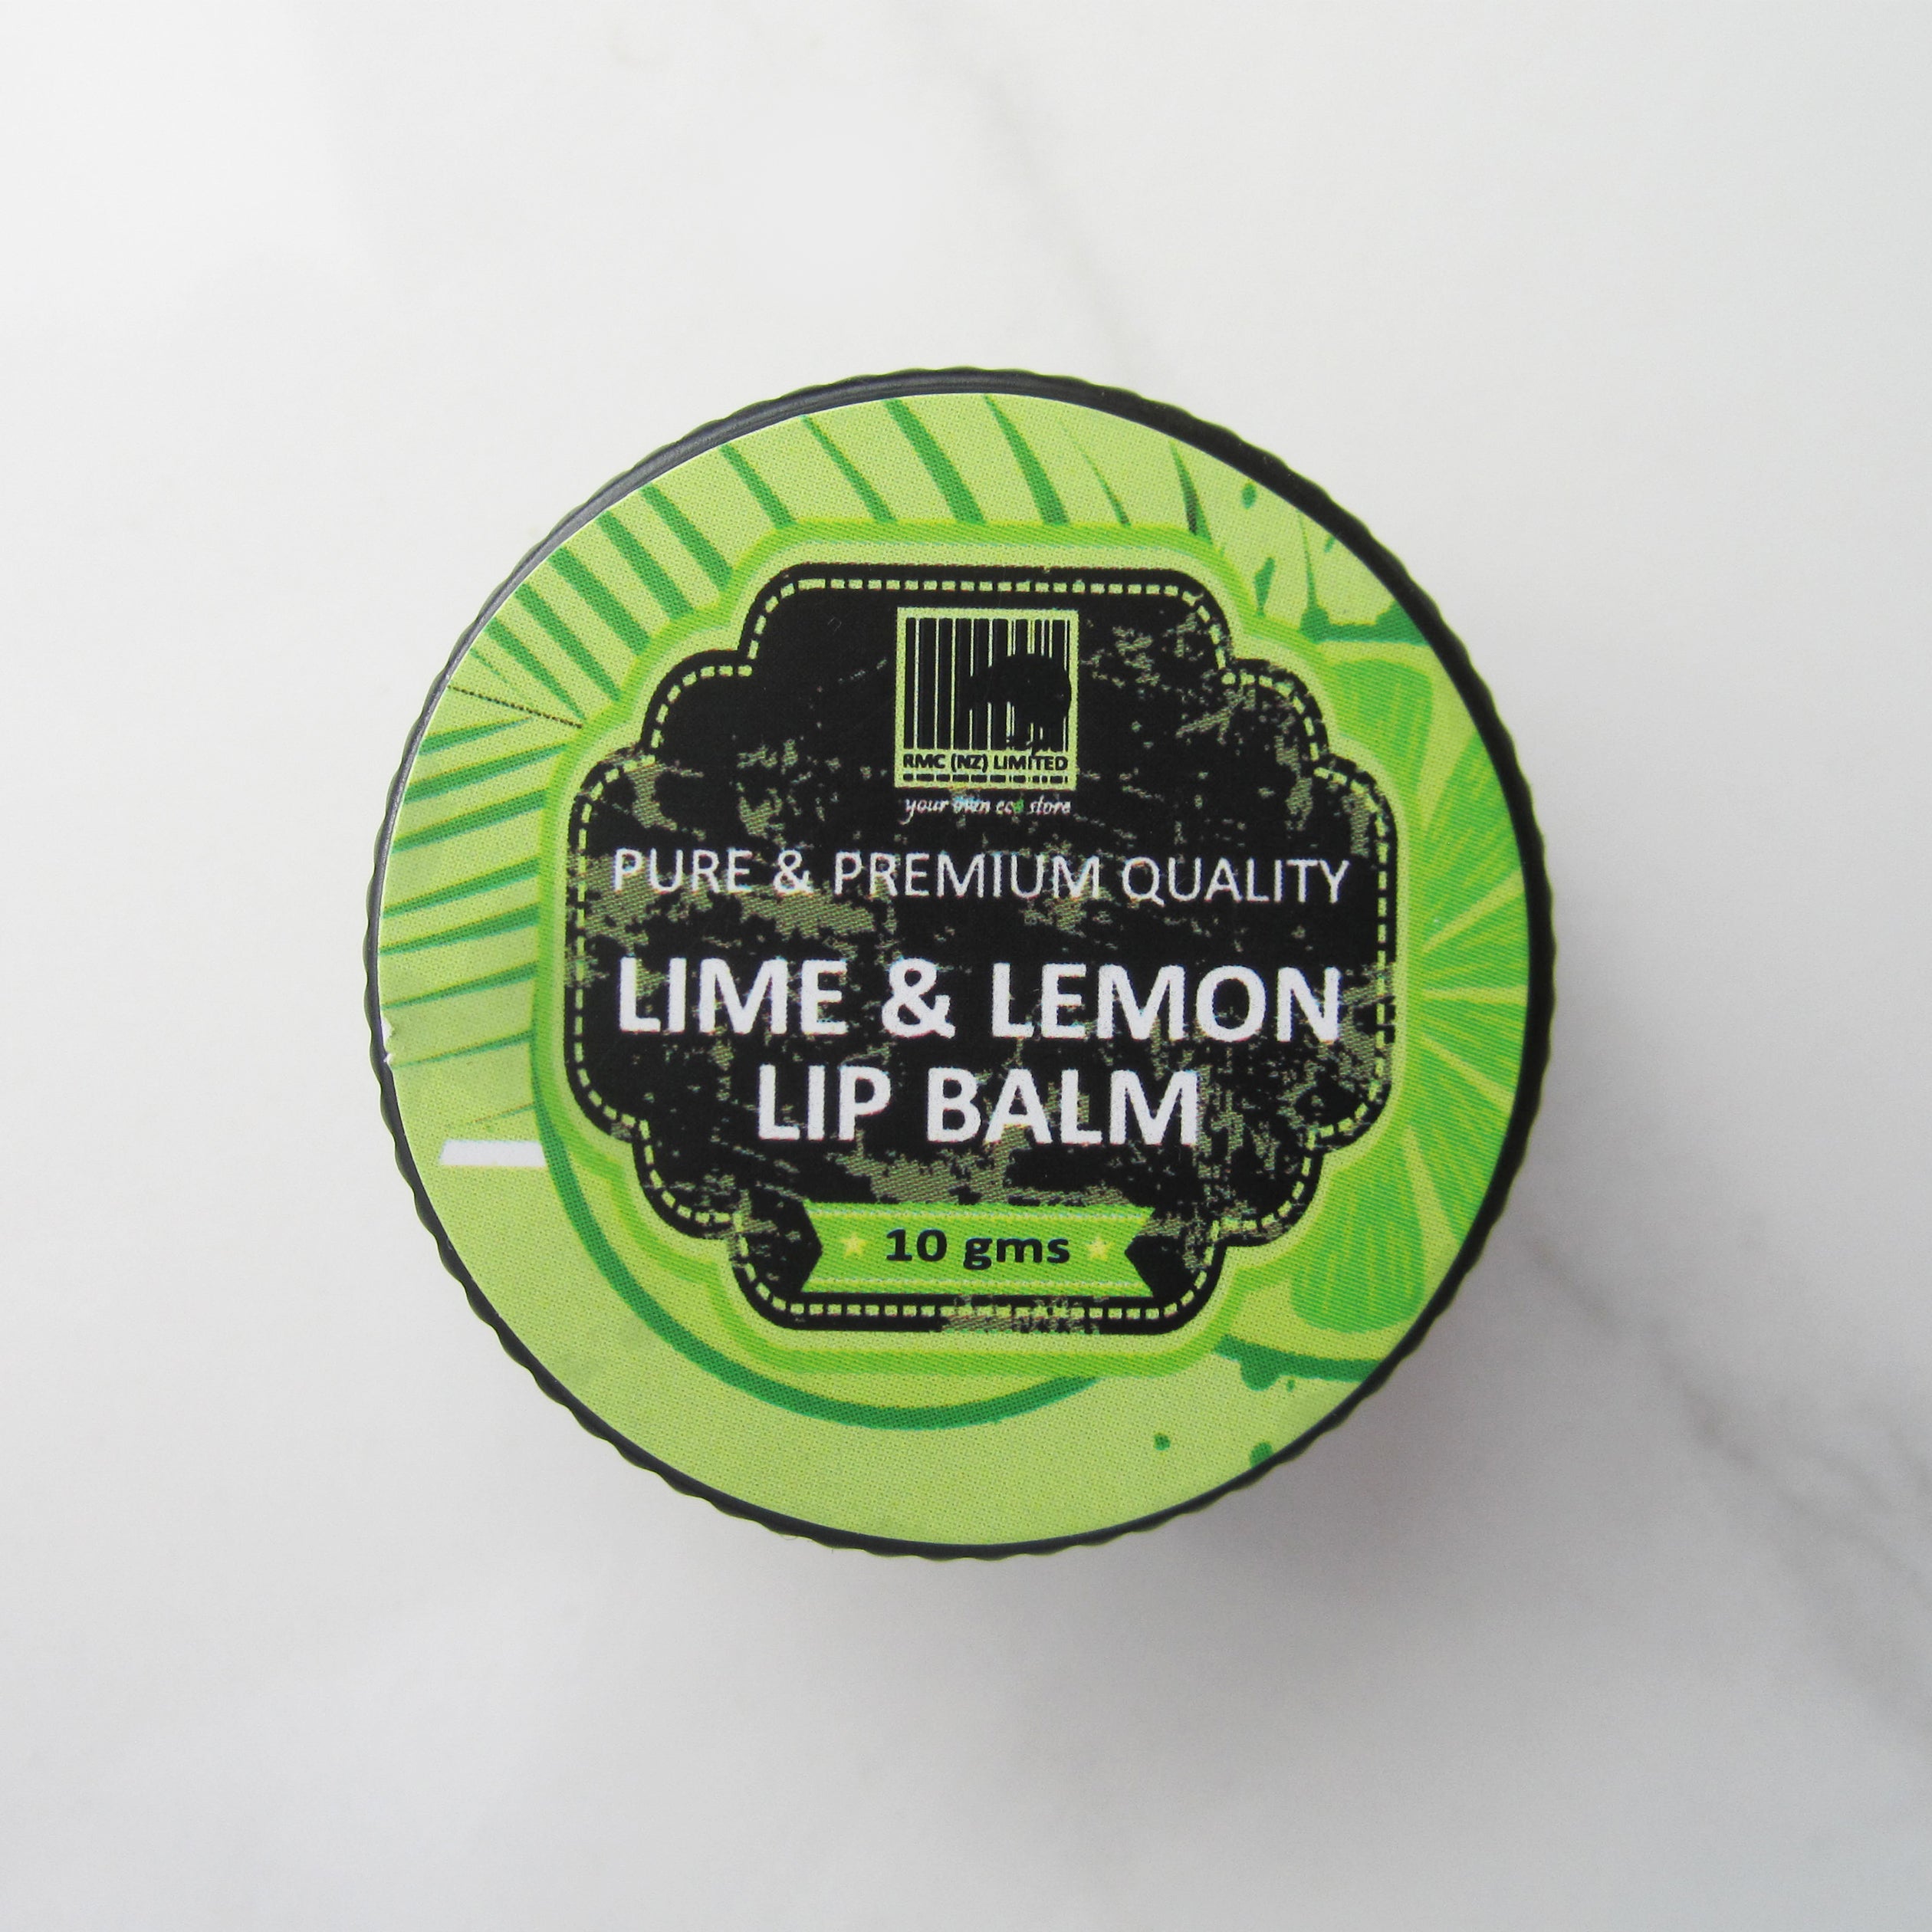 RMC (NZ) LIMITED
your own eco store
PURE & PREMIUM QUALITY
LIME & LEMON
LIP BALM
10 gms